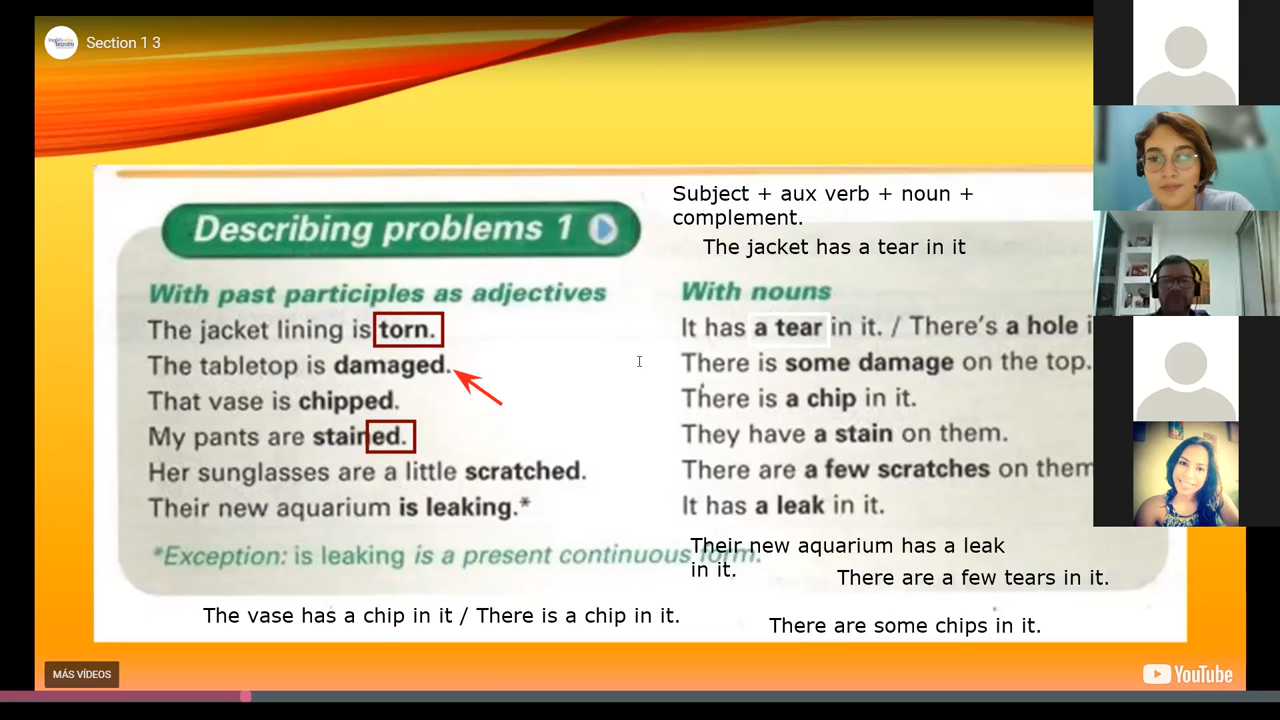 Section 1 3
Subject + aux verb + noun +
complement.
The jacket has a tear in it
Describing problems 1
With past participles as adjectives
The jacket lining is torn.
The tabletop is damaged.
That vase is chipped.
My pants are stained.
Her sunglasses are a little scratched.
Their new aquarium is leaking.*
*Exception: is leaking is a present continuous form.
With nouns
It has a tear in it. / There's a hole i
There is some damage on the top.
There is a chip in it.
They have a stain on them.
There are a few scratches on them
It has a leak in it.
Their new aquarium has a leak
in it.
There are a few tears in it.
The vase has a chip in it / There is a chip in it.
There are some chips in it.
MÁS VÍDEOS
YouTube